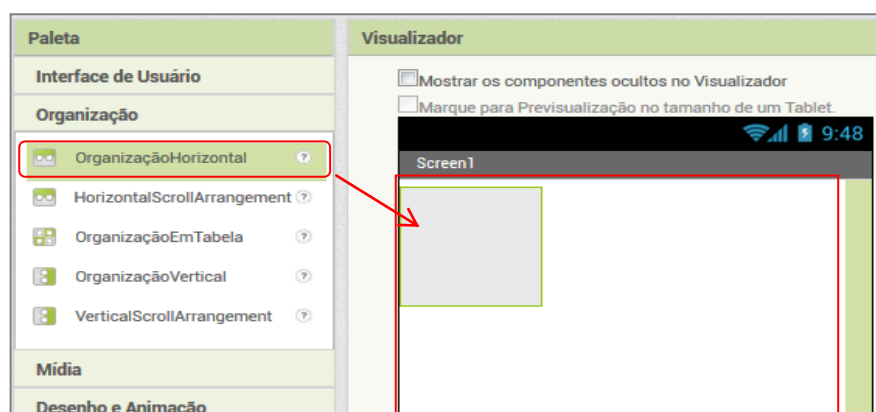 Paleta
Interface de Usuário
Organização
OrganizaçãoHorizontal ?
HorizontalScrollArrangement ?
OrganizaçãoEmTabela ?
OrganizaçãoVertical ?
VerticalScrollArrangement ?
Mídia
Desenho e Animação
Visualizador
Mostrar os componentes ocultos no Visualizador
Marque para Previsualização no tamanho de um Tablet.
9:48
Screen1